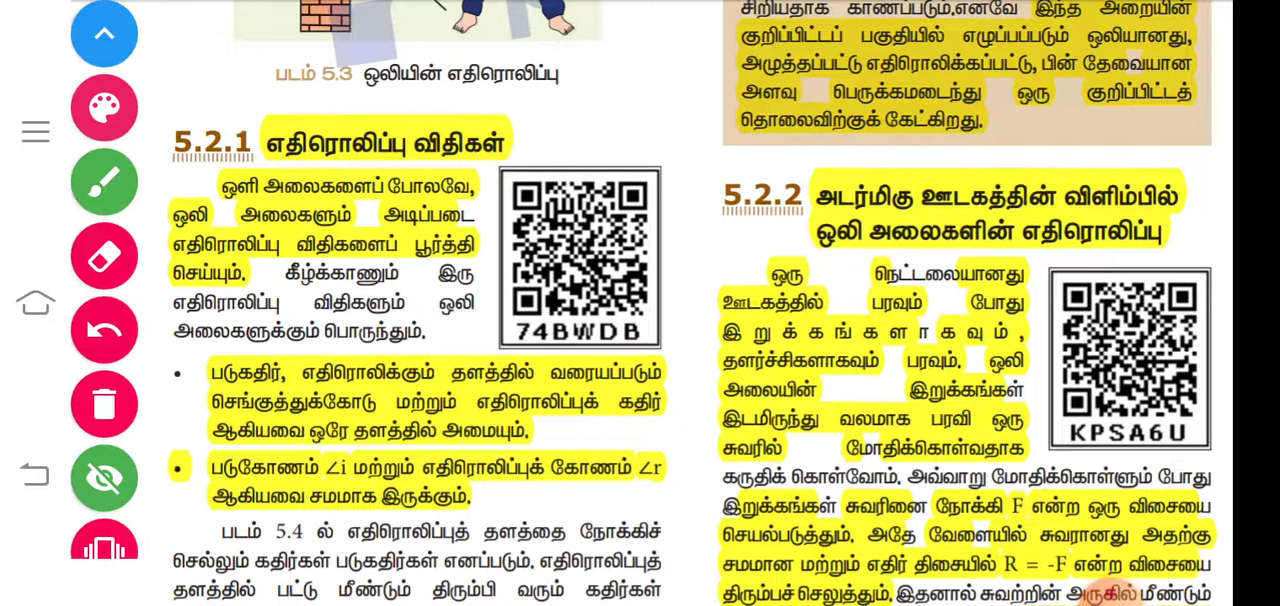 படம் 5.3 ஒலியின் எதிரொலிப்பு
5.2.1 எதிரொலிப்பு விதிகள்
ஒளி அலைகளைப் போலவே,
ஒலி அலைகளும் அடிப்படை
எதிரொலிப்பு விதிகளைப் பூர்த்தி
செய்யும். கீழ்க்காணும் இரு
எதிரொலிப்பு விதிகளும் ஒலி
அலைகளுக்கும் பொருந்தும்.
74BWDB
• படுகதிர், எதிரொலிக்கும் தளத்தில் வரையப்படும்
செங்குத்துக்கோடு மற்றும் எதிரொலிப்புக் கதிர்
ஆகியவை ஒரே தளத்தில் அமையும்.
• படுகோணம் ∠i மற்றும் எதிரொலிப்புக் கோணம் ∠r
ஆகியவை சமமாக இருக்கும்.
படம் 5.4 ல் எதிரொலிப்புத் தளத்தை நோக்கிச்
செல்லும் கதிர்கள் படுகதிர்கள் எனப்படும். எதிரொலிப்புத்
தளத்தில் பட்டு மீண்டும் திரும்பி வரும் கதிர்கள்
சிறியதாக காணப்படும்.எனவே இந்த அறையின்
குறிப்பிட்டப் பகுதியில் எழுப்பப்படும் ஒலியானது,
அழுத்தப்பட்டு எதிரொலிக்கப்பட்டு, பின் தேவையான
அளவு பெருக்கமடைந்து ஒரு குறிப்பிட்டத்
தொலைவிற்குக் கேட்கிறது.
5.2.2 அடர்மிகு ஊடகத்தின் விளிம்பில்
ஒலி அலைகளின் எதிரொலிப்பு
ஒரு நெட்டலையானது
ஊடகத்தில் பரவும் போது
இறுக்கங்களாகவும்,
தளர்ச்சிகளாகவும் பரவும். ஒலி
அலையின் இறுக்கங்கள்
இடமிருந்து வலமாக பரவி ஒரு
சுவரில் மோதிக்கொள்வதாக
KPSA6U
கருதிக் கொள்வோம். அவ்வாறு மோதிக்கொள்ளும் போது
இறுக்கங்கள் சுவரினை நோக்கி F என்ற ஒரு விசையை
செயல்படுத்தும். அதே வேளையில் சுவரானது அதற்கு
சமமான மற்றும் எதிர் திசையில் R = -F என்ற விசையை
திரும்பச் செலுத்தும். இதனால் சுவற்றின் அருகில் மீண்டும்